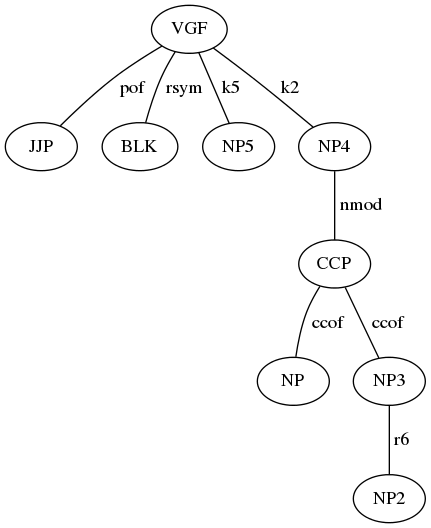 VGF
pof rsym k5 k2
JJP BLK NP5 NP4
nmod
CCP
ccof ccof
NP NP3
r6
NP2